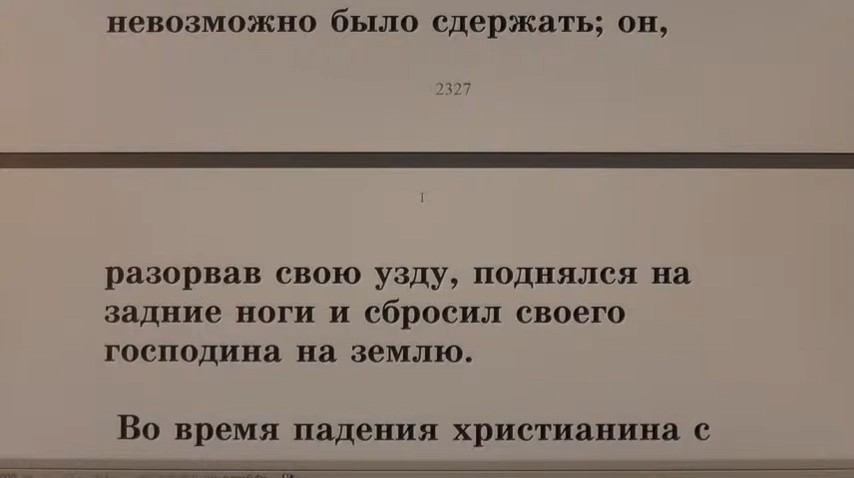 невозможно было сдержать; он,
2327
I
разорвав свою узду, поднялся на
задние ноги и сбросил своего
господина на землю.
Во время падения христианина с